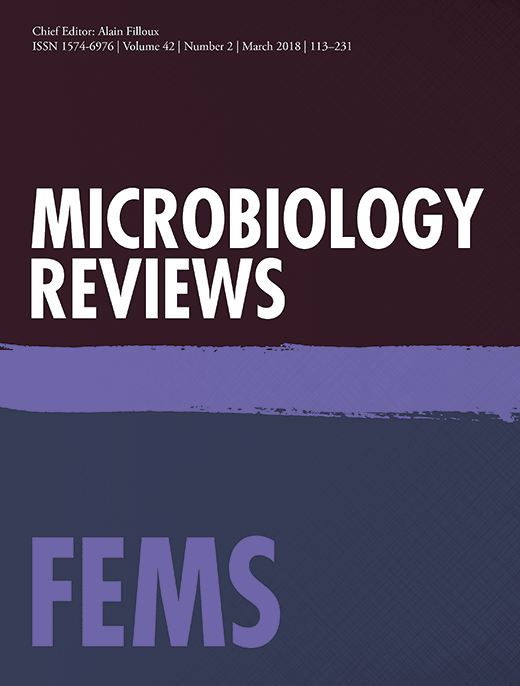 Chief Editor: Alain Filloux
ISSN 1574-6976 | Volume 42 | Number 2 | March 2018 | 113–231
MICROBIOLOGY
REVIEWS
FEMS